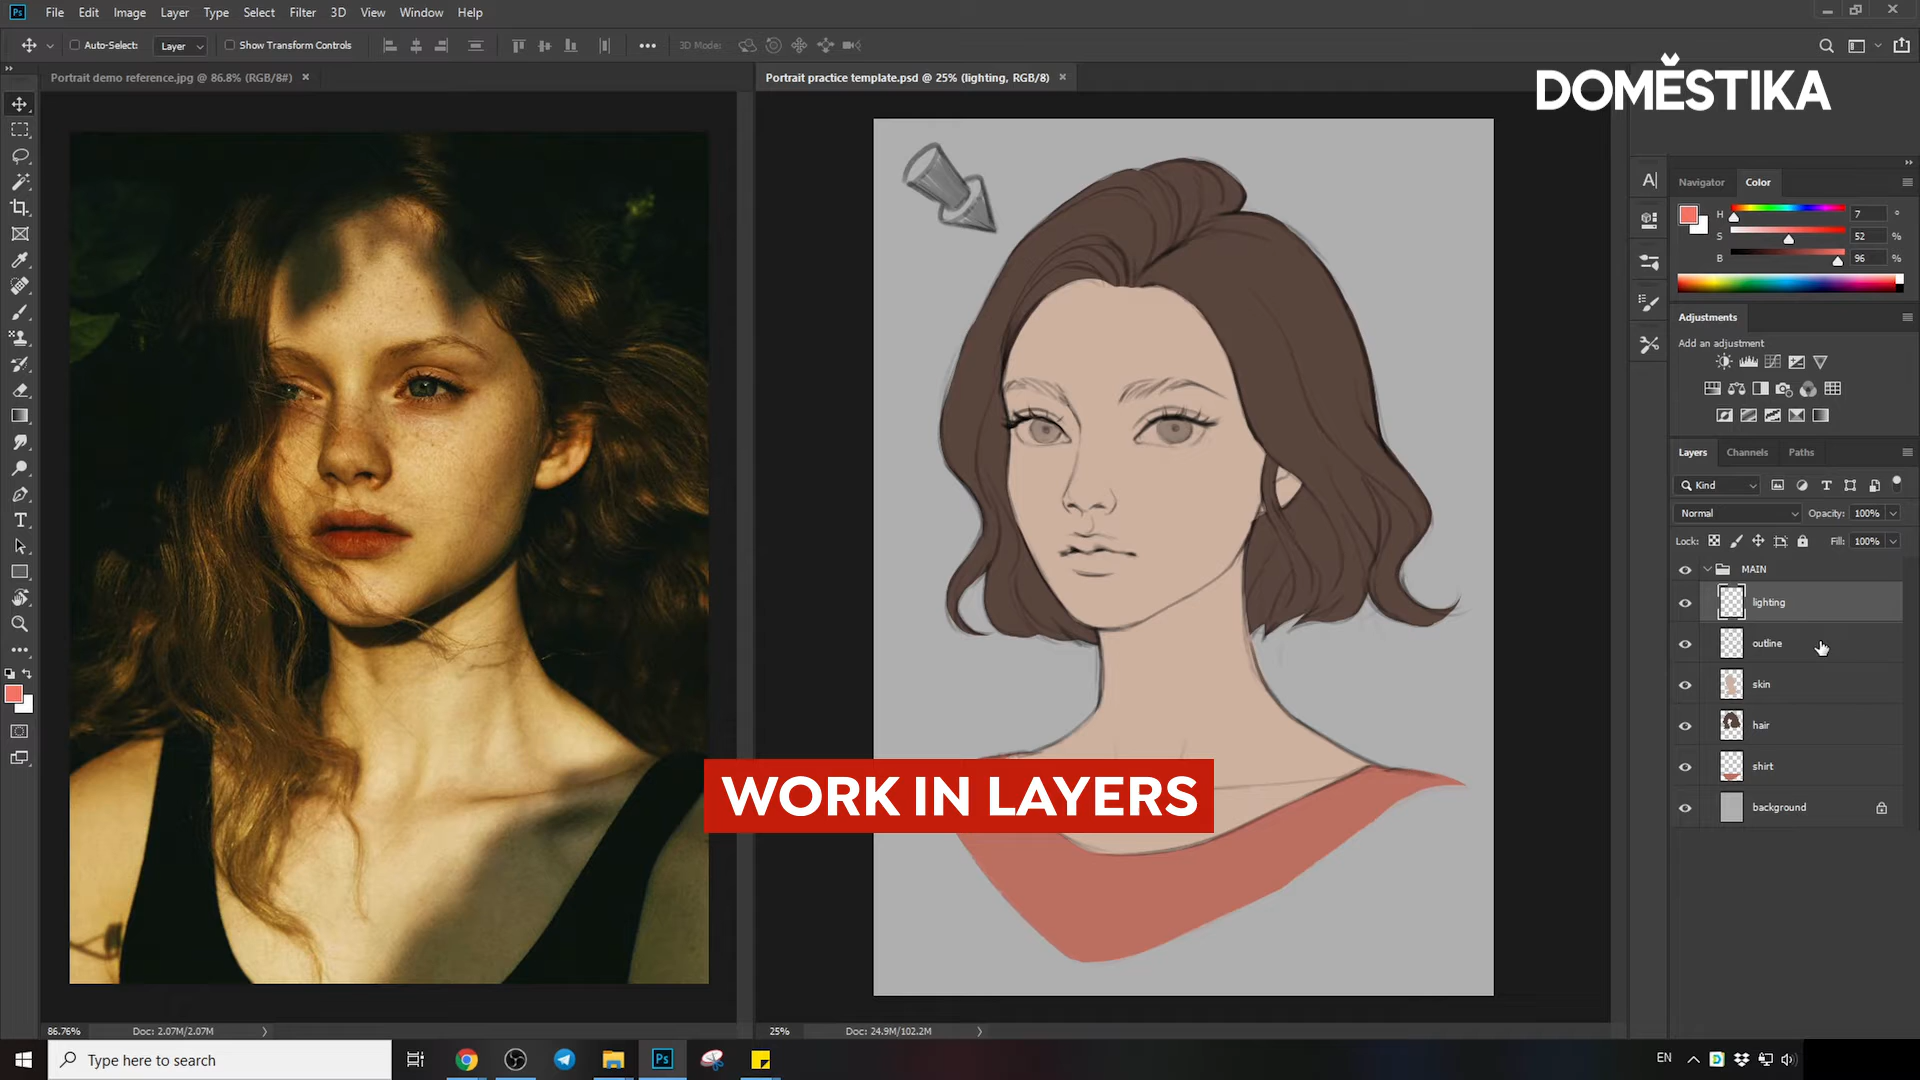 Ps File Edit Image Layer Type Select Filter 3D View Window Help
Auto-Select: Layer Show Transform Controls 3D Mode:
Portrait demo reference.jpg @ 86.8% (RGB/8#) ×
Portrait practice template.psd @ 25% (lighting, RGB/8) ×
DOMĚSTIKA
Navigator Color
H 7 °
S 52 %
B 96 %
Adjustments
Add an adjustment
Layers Channels Paths
Kind
Normal Opacity: 100%
Lock: Fill: 100%
MAIN
lighting
outline
skin
hair
shirt
background
WORK IN LAYERS
86.76% Doc: 2.07M/2.07M
25% Doc: 24.9M/102.2M
Type here to search
Ps
EN